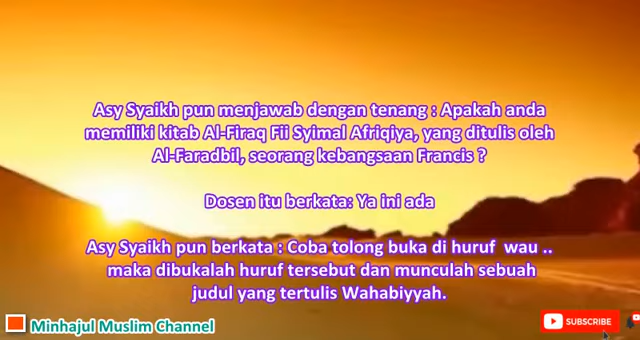 Asy Syaikh pun menjawab dengan tenang : Apakah anda
memiliki kitab Al-Firaq Fii Syimal Afriqiya, yang ditulis oleh
Al-Faradbil, seorang kebangsaan Francis ?
Dosen itu berkata: Ya ini ada
Asy Syaikh pun berkata : Coba tolong buka di huruf wau ..
maka dibukalah huruf tersebut dan munculah sebuah
judul yang tertulis Wahabiyyah.
Minhajul Muslim Channel
SUBSCRIBE